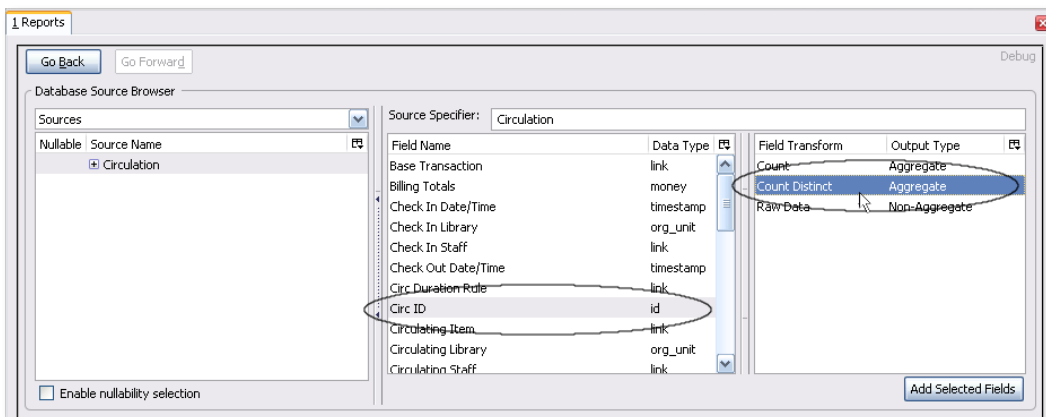 1 Reports
Go Back Go Forward Debug
Database Source Browser
Sources
Nullable Source Name
Circulation
Enable nullability selection
Source Specifier: Circulation
Field Name Data Type
Base Transaction link
Billing Totals money
Check In Date/Time timestamp
Check In Library org_unit
Check In Staff link
Check Out Date/Time timestamp
Circ Duration Rule link
Circ ID id
Circulating Item link
Circulating Library org_unit
Circulating Staff link
Field Transform Output Type
Count Aggregate
Count Distinct Aggregate
Raw Data Non-Aggregate
Add Selected Fields